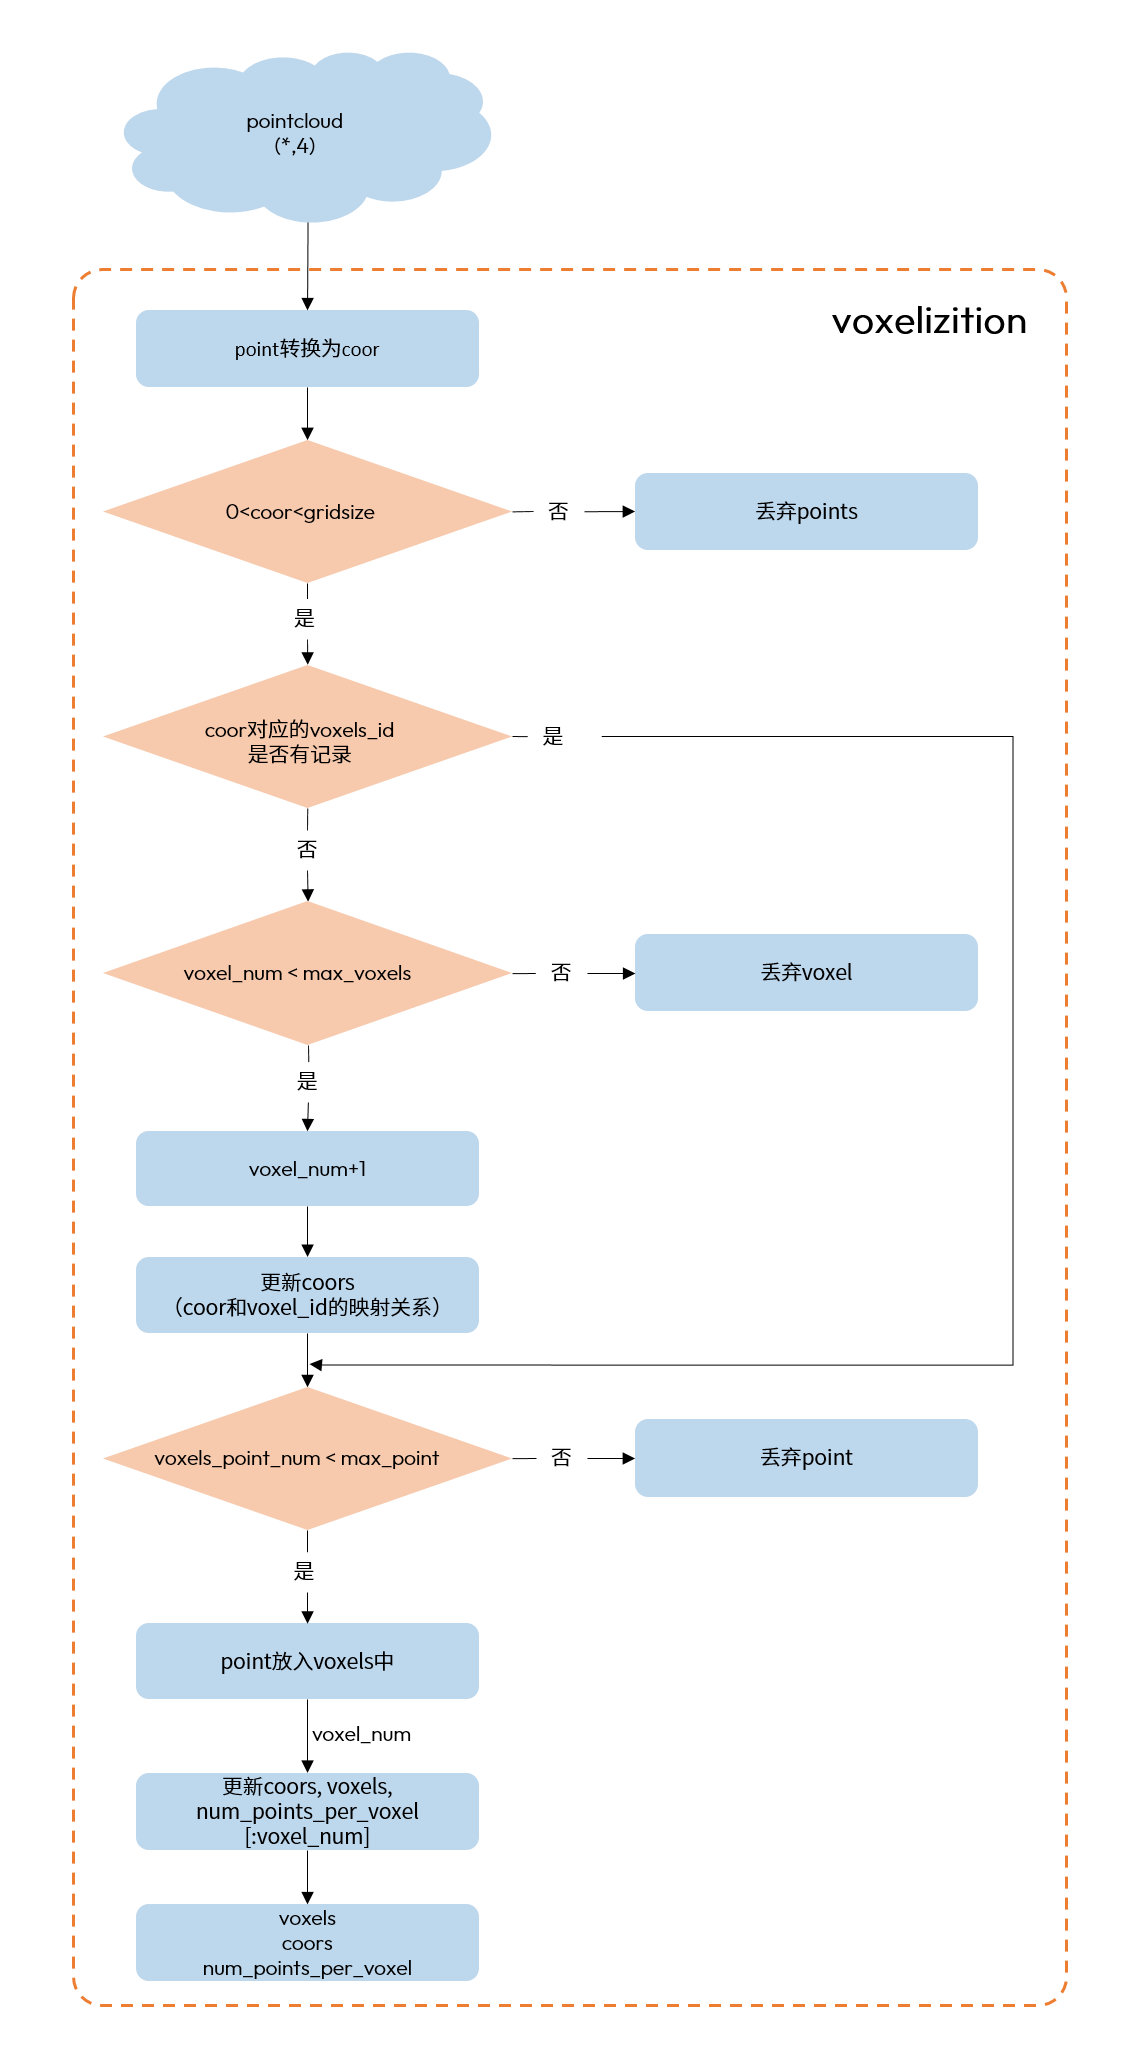 pointcloud
(*,4)
voxelizition
point转换为coor
0<coor<gridsize
否
丢弃points
是
coor对应的voxels_id
是否有记录
是
否
voxel_num < max_voxels
否
丢弃voxel
是
voxel_num+1
更新coors
（coor和voxel_id的映射关系）
voxels_point_num < max_point
否
丢弃point
是
point放入voxels中
voxel_num
更新coors, voxels,
num_points_per_voxel
[:voxel_num]
voxels
coors
num_points_per_voxel